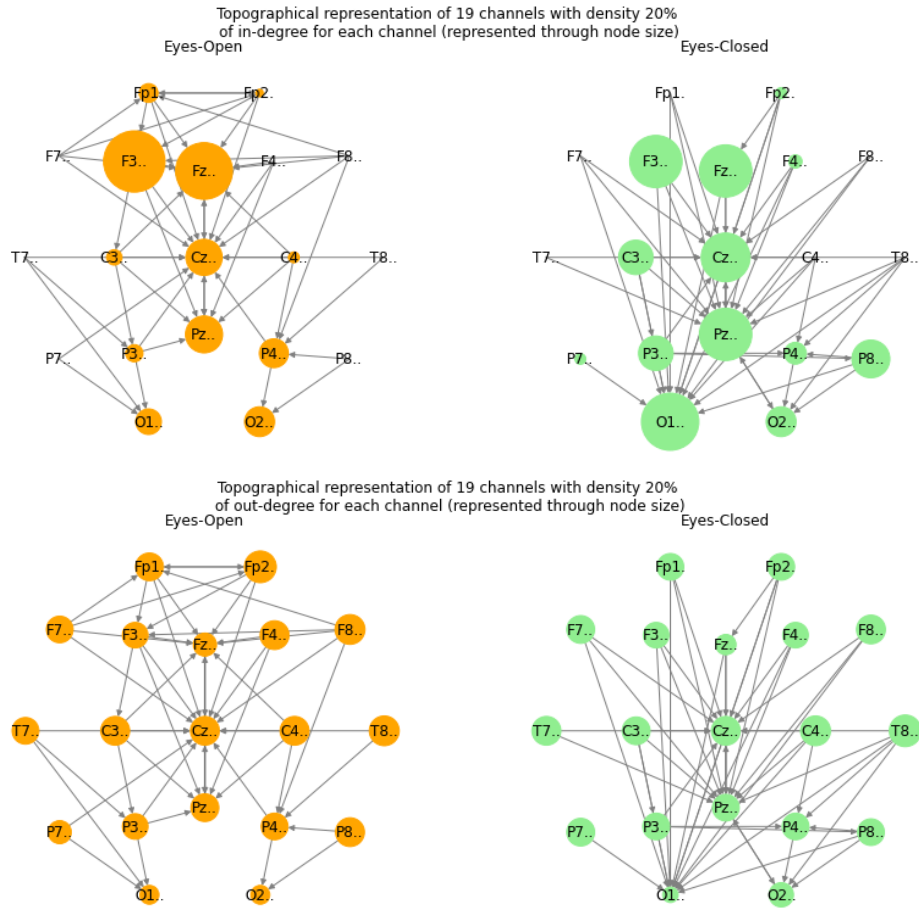 Topographical representation of 19 channels with density 20%
of in-degree for each channel (represented through node size)
Eyes-Open Eyes-Closed
Fp1. Fp2. Fp1. Fp2.
F7.. F3.. Fz.. F4.. F8.. F7.. F3.. Fz.. F4.. F8..
T7.. C3.. Cz.. C4.. T8.. T7.. C3.. Cz.. C4.. T8..
P7.. P3.. Pz.. P4.. P8.. P7.. P3.. Pz.. P4.. P8..
O1.. O2.. O1.. O2..
Topographical representation of 19 channels with density 20%
of out-degree for each channel (represented through node size)
Eyes-Open Eyes-Closed
Fp1. Fp2. Fp1. Fp2.
F7.. F3.. Fz.. F4.. F8.. F7.. F3.. Fz.. F4.. F8..
T7.. C3.. Cz.. C4.. T8.. T7.. C3.. Cz.. C4.. T8..
P7.. P3.. Pz.. P4.. P8.. P7.. P3.. Pz.. P4.. P8..
O1.. O2.. O1.. O2..